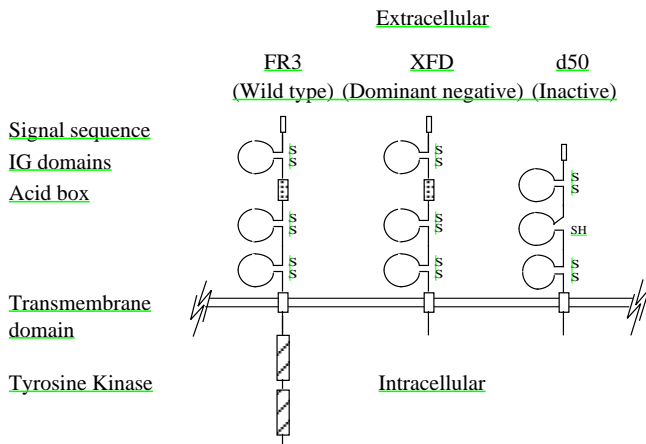 Extracellular
FR3 XFD d50
(Wild type) (Dominant negative) (Inactive)
Signal sequence
IG domains
Acid box
S S
S S
S S
S S
S S
S S
S S
SH
S S
Transmembrane
domain
Tyrosine Kinase Intracellular